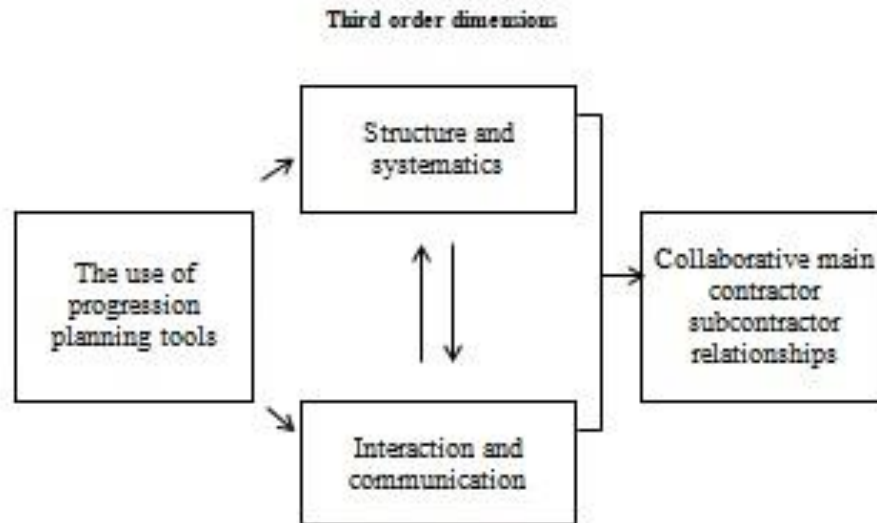 Third order dimensions
Structure and
systematics
The use of
progression
planning tools
Collaborative main
contractor
subcontractor
relationships
Interaction and
communication